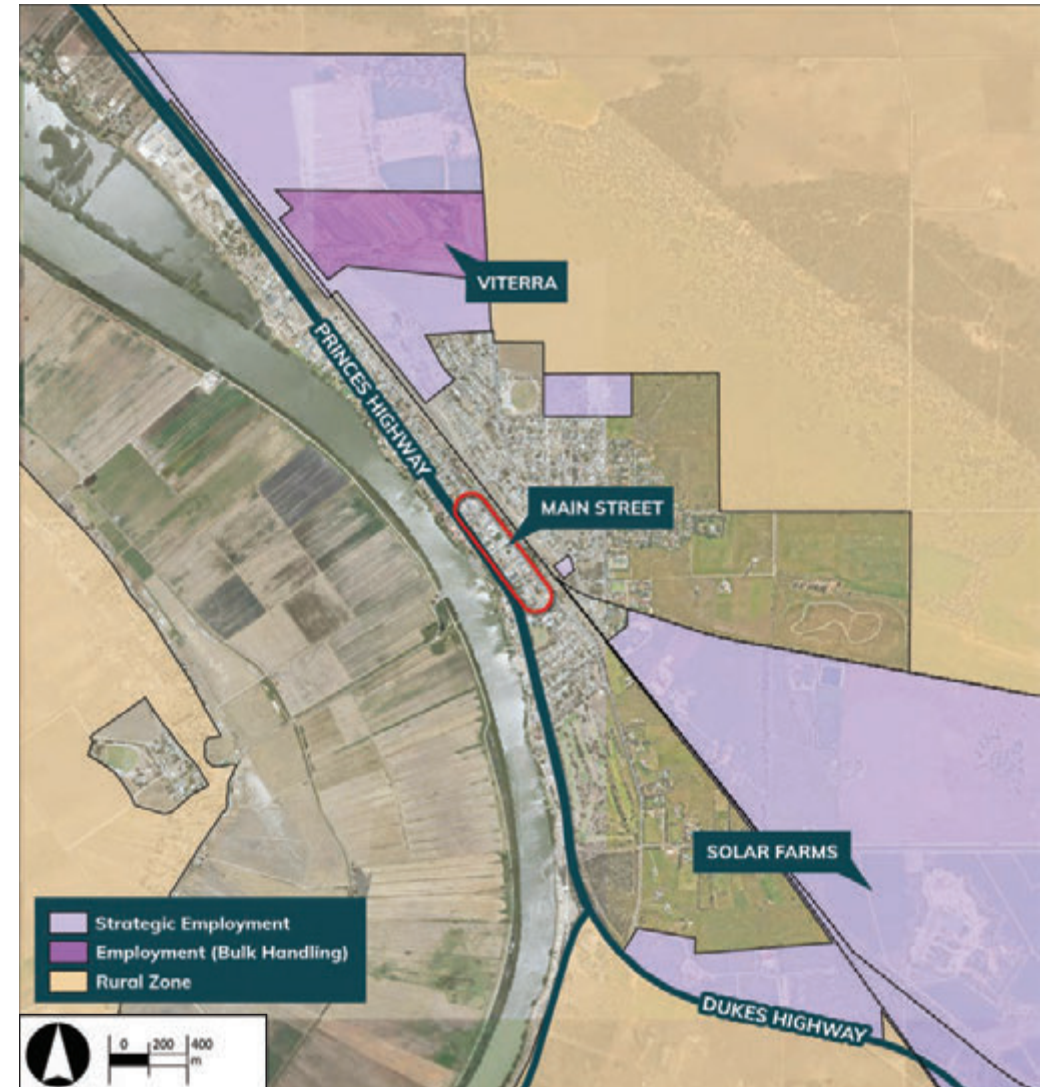 VITERRA
PRINCES HIGHWAY
MAIN STREET
SOLAR FARMS
Strategic Employment
Employment (Bulk Handling)
Rural Zone
DUKES HIGHWAY
0 200 400
m